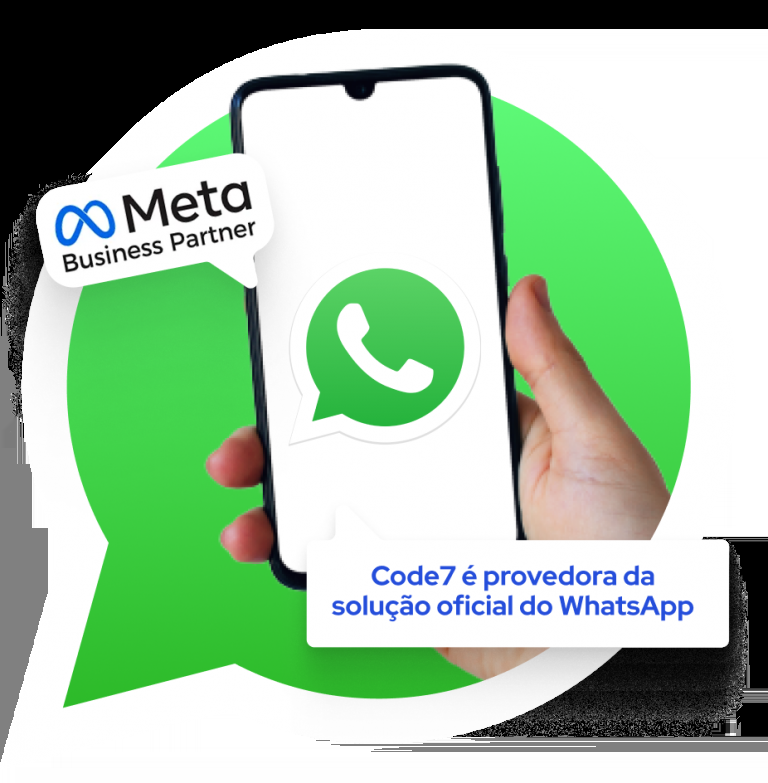 Meta
Business Partner
Code7 é provedora da
solução oficial do WhatsApp